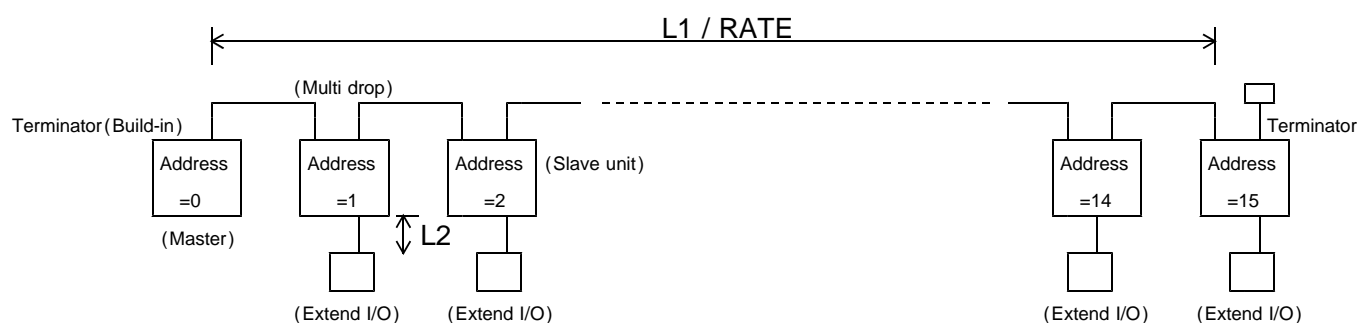 L1 / RATE
(Multi drop)
Terminator(Build-in)
Terminator
Address
=0
Address
=1
Address
=2
(Slave unit)
Address
=14
Address
=15
(Master)
L2
(Extend I/O)
(Extend I/O)
(Extend I/O)
(Extend I/O)